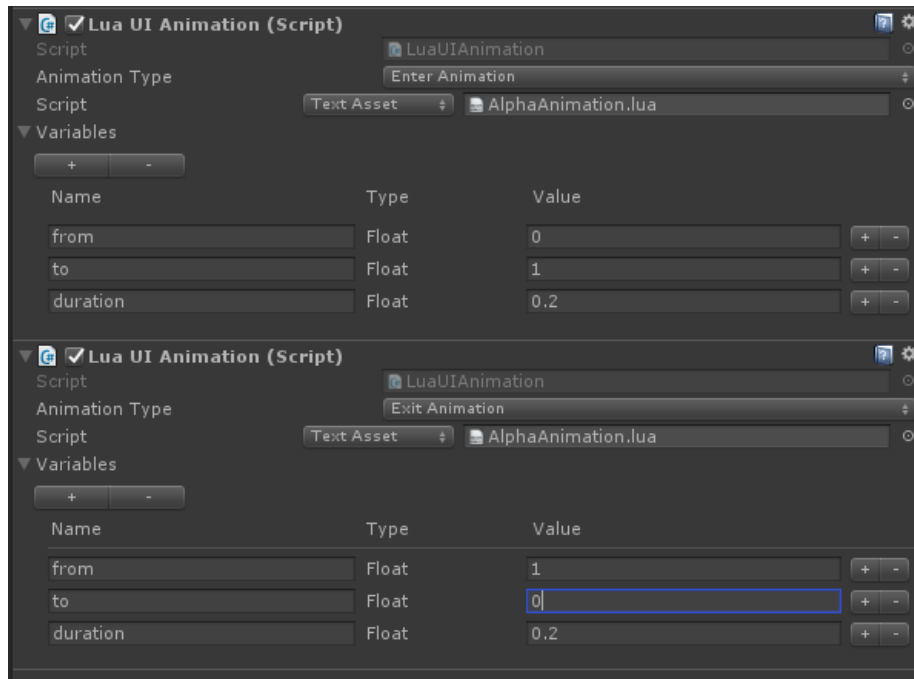 Lua UI Animation (Script)
Script LuaUIAnimation
Animation Type Enter Animation
Script Text Asset AlphaAnimation.lua
Variables
+ -
Name Type Value
from Float 0 + -
to Float 1 + -
duration Float 0.2 + -
Lua UI Animation (Script)
Script LuaUIAnimation
Animation Type Exit Animation
Script Text Asset AlphaAnimation.lua
Variables
+ -
Name Type Value
from Float 1 + -
to Float 0 + -
duration Float 0.2 + -